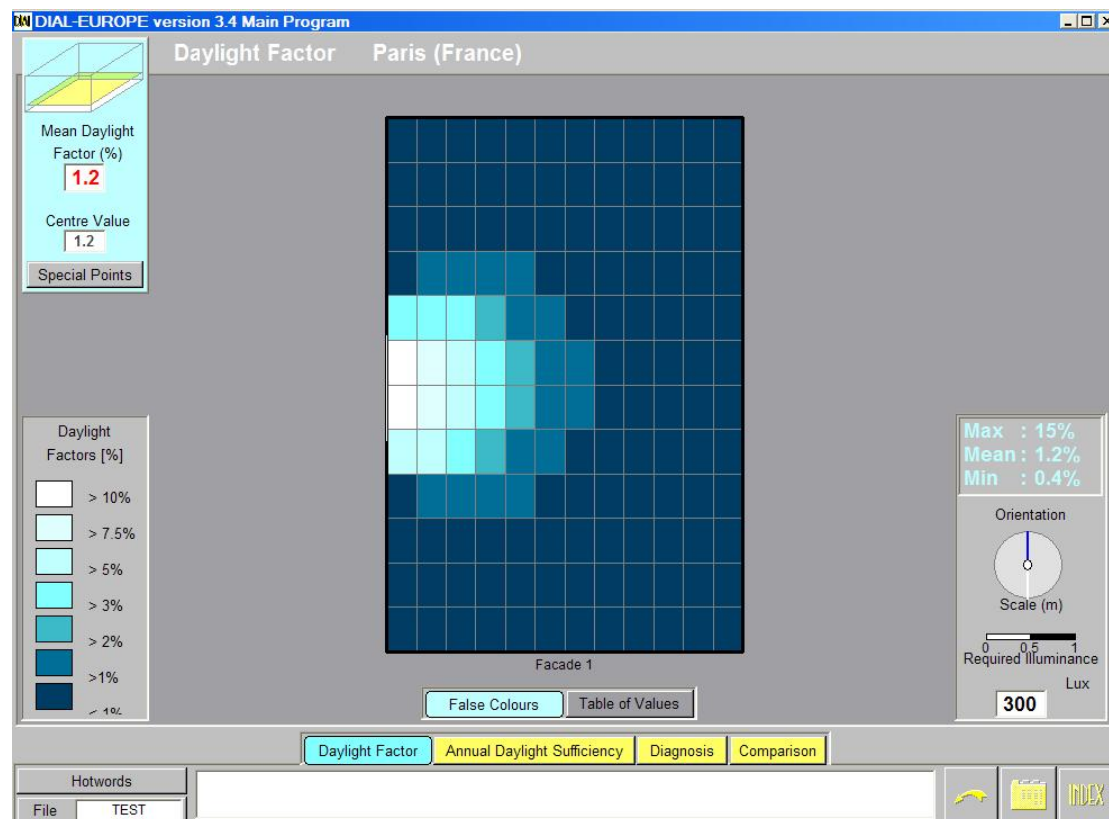 DIAL-EUROPE version 3.4 Main Program
Daylight Factor Paris (France)
Mean Daylight
Factor (%)
1.2
Centre Value
1.2
Special Points
Daylight
Factors [%]
> 10%
> 7.5%
> 5%
> 3%
> 2%
>1%
< 1%
Facade 1
False Colours
Table of Values
Max : 15%
Mean : 1.2%
Min : 0.4%
Orientation
Scale (m)
0 0.5 1
Required Illuminance
Lux
300
Daylight Factor
Annual Daylight Sufficiency
Diagnosis
Comparison
Hotwords
File TEST
INDEX